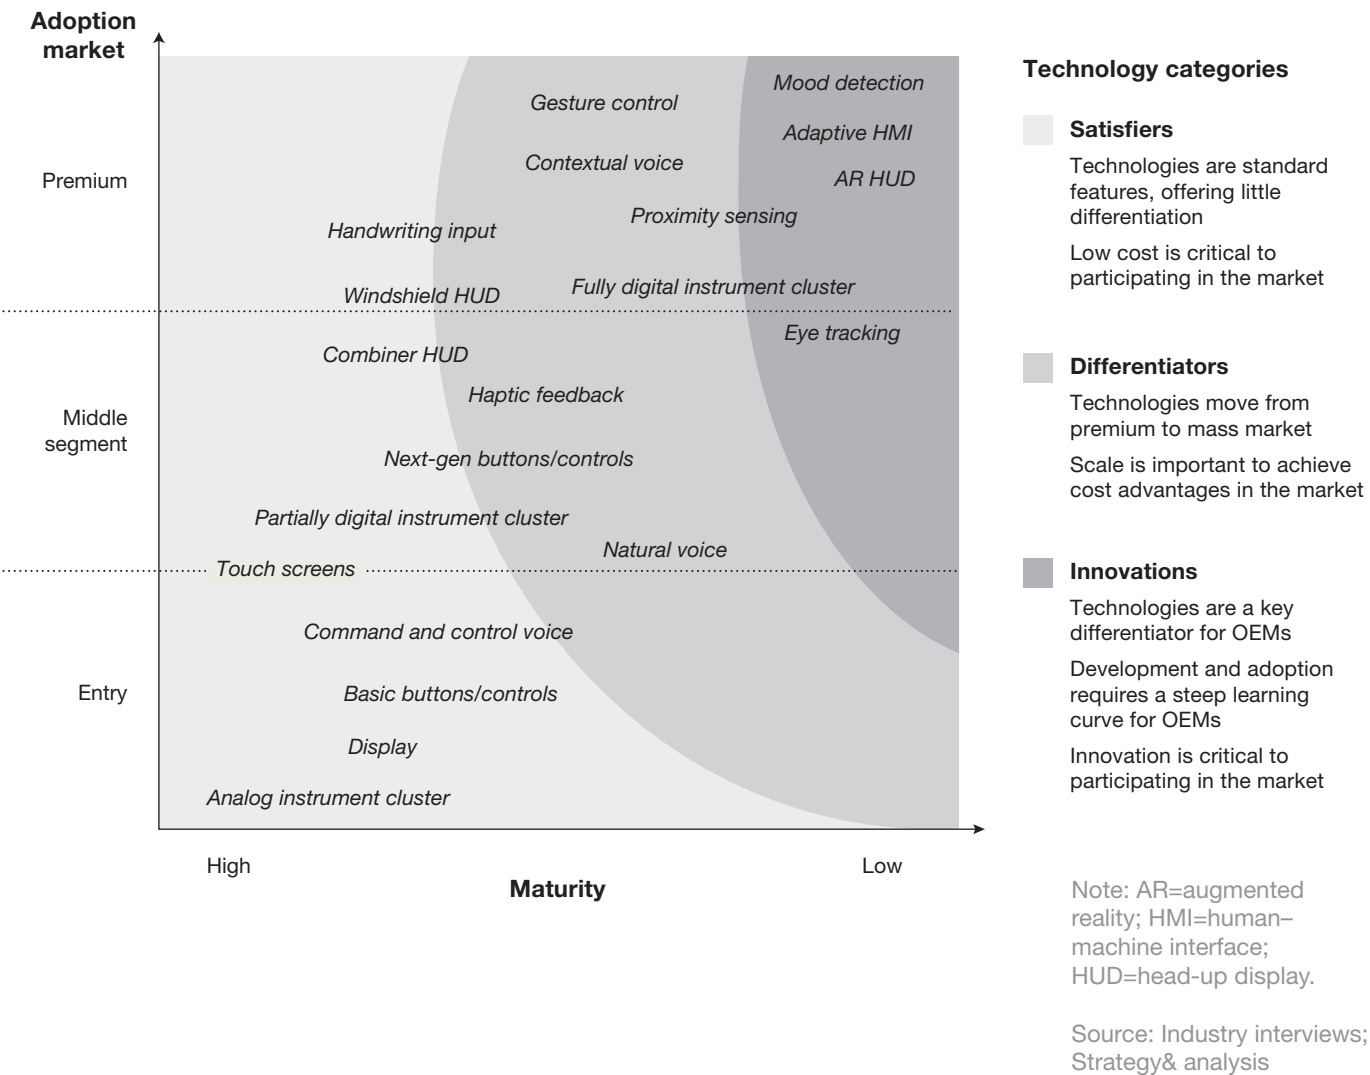 Adoption
market
Premium
Middle
segment
Entry
Mood detection
Gesture control
Adaptive HMI
Contextual voice
AR HUD
Proximity sensing
Handwriting input
Fully digital instrument cluster
Windshield HUD
Eye tracking
Combiner HUD
Haptic feedback
Next-gen buttons/controls
Partially digital instrument cluster
Natural voice
Touch screens
Command and control voice
Basic buttons/controls
Display
Analog instrument cluster
High
Low
Maturity
Technology categories
Satisfiers
Technologies are standard
features, offering little
differentiation
Low cost is critical to
participating in the market
Differentiators
Technologies move from
premium to mass market
Scale is important to achieve
cost advantages in the market
Innovations
Technologies are a key
differentiator for OEMs
Development and adoption
requires a steep learning
curve for OEMs
Innovation is critical to
participating in the market
Note: AR=augmented
reality; HMI=human–
machine interface;
HUD=head-up display.
Source: Industry interviews;
Strategy& analysis